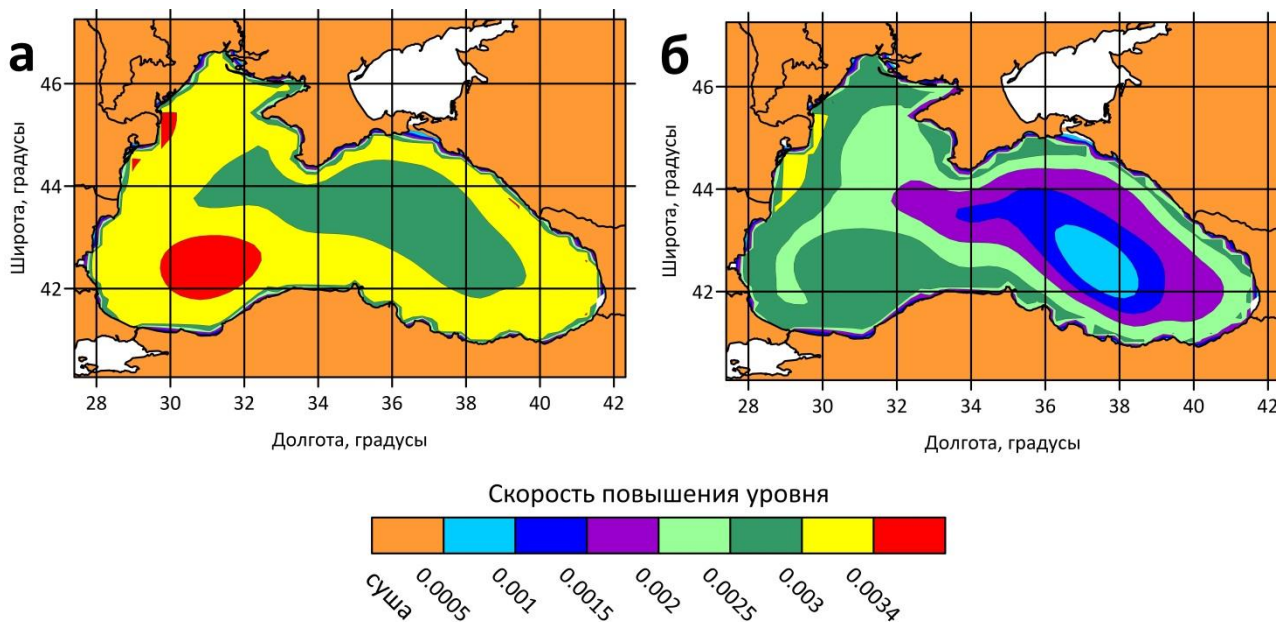 а
б
46
44
42
Широта, градусы
28 30 32 34 36 38 40 42
Долгота, градусы
46
44
42
Широта, градусы
28 30 32 34 36 38 40 42
Долгота, градусы
Скорость повышения уровня
суша 0.0005 0.001 0.0015 0.002 0.0025 0.003 0.0034